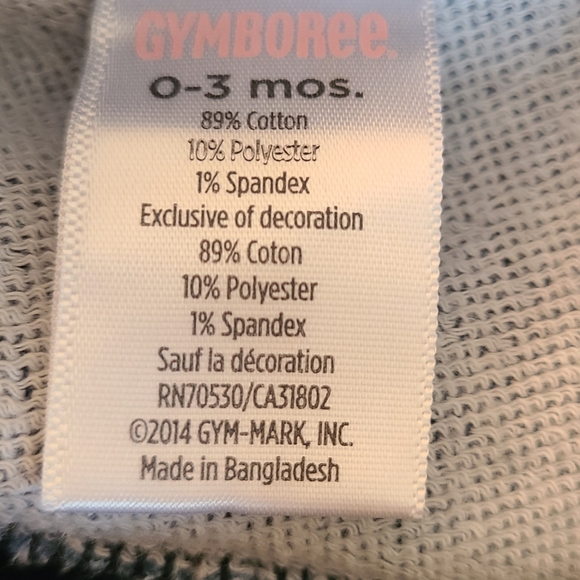 GYMBOREE.
0-3 mos.
89% Cotton
10% Polyester
1% Spandex
Exclusive of decoration
89% Coton
10% Polyester
1% Spandex
Sauf la décoration
RN70530/CA31802
©2014 GYM-MARK, INC.
Made in Bangladesh